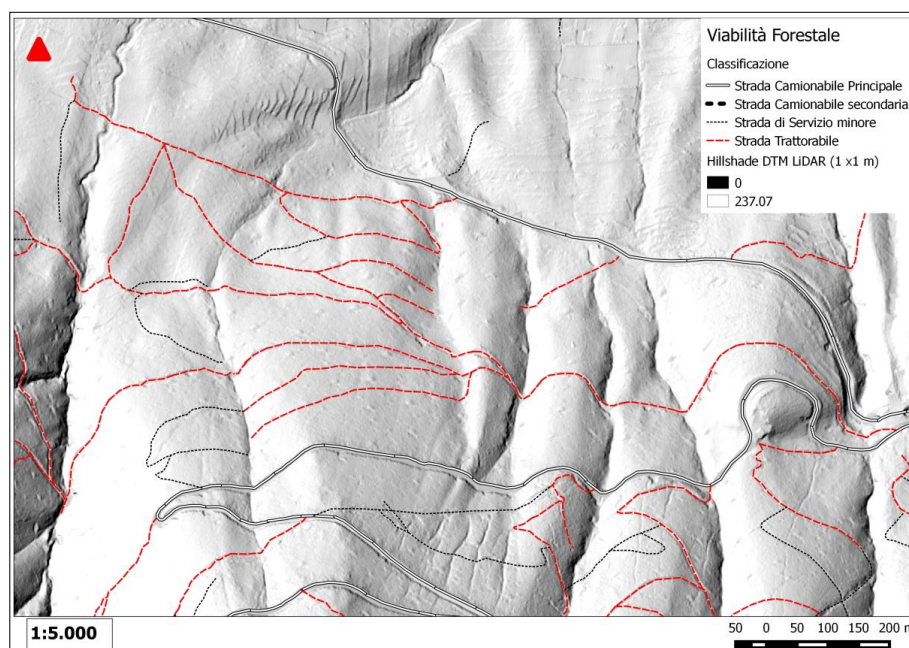 Viabilità Forestale
Classificazione
Strada Camionabile Principale
Strada Camionabile secondaria
Strada di Servizio minore
Strada Trattorabile
Hillshade DTM LiDAR (1 x1 m)
0
237.07
1:5.000
50 0 50 100 150 200 m